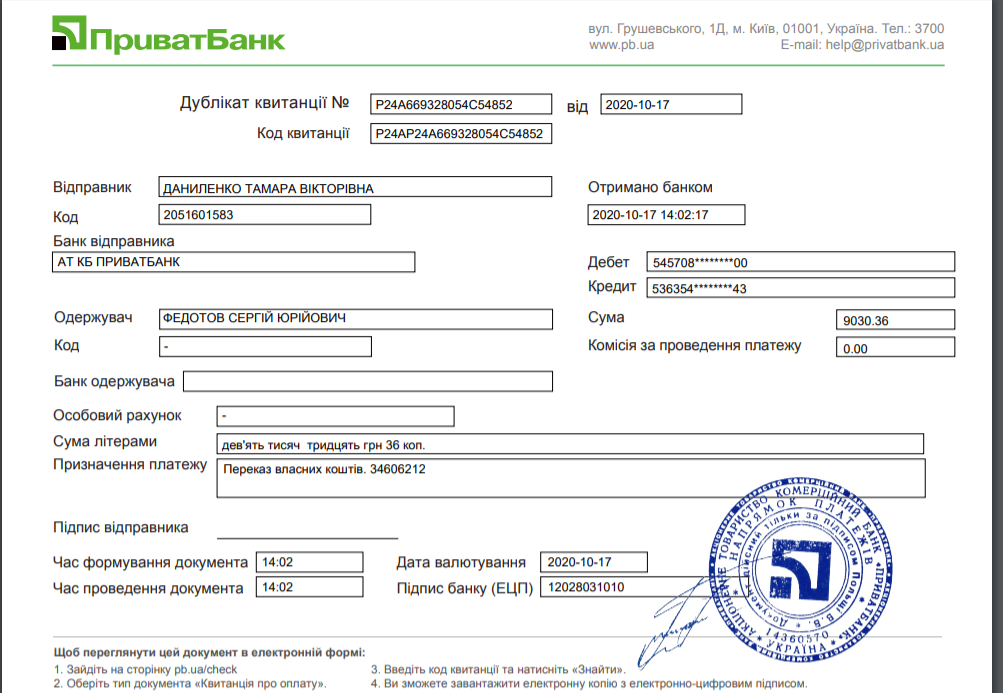 ПриватБанк
вул. Грушевського, 1Д, м. Київ, 01001, Україна. Тел.: 3700
www.pb.ua E-mail: help@privatbank.ua
Дублікат квитанції № P24A669328054C54852 від 2020-10-17
Код квитанції P24AP24A669328054C54852
Відправник ДАНИЛЕНКО ТАМАРА ВІКТОРІВНА Отримано банком
Код 2051601583 2020-10-17 14:02:17
Банк відправника
АТ КБ ПРИВАТБАНК
Дебет 545708********00
Кредит 536354********43
Одержувач ФЕДОТОВ СЕРГІЙ ЮРІЙОВИЧ Сума 9030.36
Код - Комісія за проведення платежу 0.00
Банк одержувача
Особовий рахунок -
Сума літерами дев'ять тисяч тридцять грн 36 коп.
Призначення платежу Переказ власних коштів. 34606212
Підпис відправника
Час формування документа 14:02 Дата валютування 2020-10-17
Час проведення документа 14:02 Підпис банку (ЕЦП) 12028031010
АКЦІОНЕРНЕ ТОВАРИСТВО КОМЕРЦІЙНИЙ БАНК «ПРИВАТБАНК»
НАПРЯМОК ПЛАТЕЖІВ
Документ дійсний тільки за підписом Польщі В.В.
14360570
УКРАЇНА
Щоб переглянути цей документ в електронній формі:
1. Зайдіть на сторінку pb.ua/check
2. Оберіть тип документа «Квитанція про оплату».
3. Введіть код квитанції та натисніть «Знайти».
4. Ви зможете завантажити електронну копію з електронно-цифровим підписом.